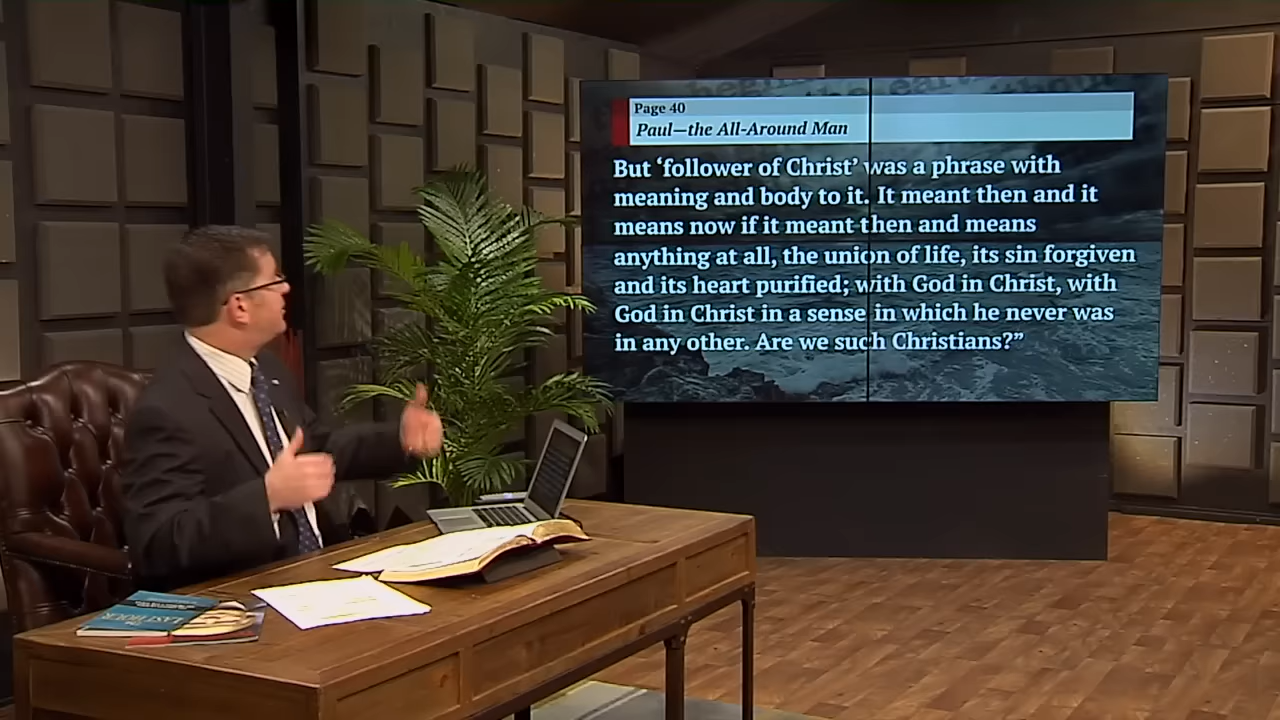 Page 40
Paul—the All-Around Man
But ‘follower of Christ’ was a phrase with
meaning and body to it. It meant then and it
means now if it meant then and means
anything at all, the union of life, its sin forgiven
and its heart purified; with God in Christ, with
God in Christ in a sense in which he never was
in any other. Are we such Christians?”
LAST HOUR